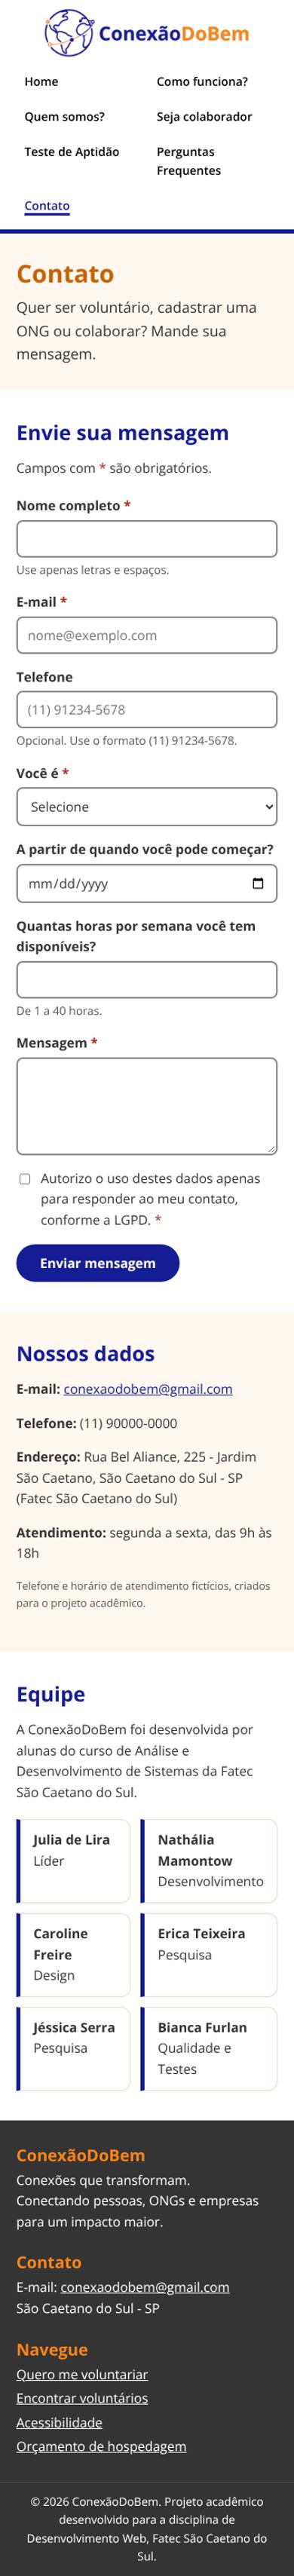 ConexãoDoBem
Home
Como funciona?
Quem somos?
Seja colaborador
Teste de Aptidão
Perguntas
Frequentes
Contato
Contato
Quer ser voluntário, cadastrar uma
ONG ou colaborar? Mande sua
mensagem.
Envie sua mensagem
Campos com * são obrigatórios.
Nome completo *
Use apenas letras e espaços.
E-mail *
nome@exemplo.com
Telefone
(11) 91234-5678
Opcional. Use o formato (11) 91234-5678.
Você é *
Selecione
A partir de quando você pode começar?
mm/dd/yyyy
Quantas horas por semana você tem
disponíveis?
De 1 a 40 horas.
Mensagem *
Autorizo o uso destes dados apenas
para responder ao meu contato,
conforme a LGPD. *
Enviar mensagem
Nossos dados
E-mail: conexaodobem@gmail.com
Telefone: (11) 90000-0000
Endereço: Rua Bel Aliance, 225 - Jardim
São Caetano, São Caetano do Sul - SP
(Fatec São Caetano do Sul)
Atendimento: segunda a sexta, das 9h às
18h
Telefone e horário de atendimento fictícios, criados
para o projeto acadêmico.
Equipe
A ConexãoDoBem foi desenvolvida por
alunas do curso de Análise e
Desenvolvimento de Sistemas da Fatec
São Caetano do Sul.
Julia de Lira
Líder
Nathália
Mamontow
Desenvolvimento
Caroline
Freire
Design
Erica Teixeira
Pesquisa
Jéssica Serra
Pesquisa
Bianca Furlan
Qualidade e
Testes
ConexãoDoBem
Conexões que transformam.
Conectando pessoas, ONGs e empresas
para um impacto maior.
Contato
E-mail: conexaodobem@gmail.com
São Caetano do Sul - SP
Navegue
Quero me voluntariar
Encontrar voluntários
Acessibilidade
Orçamento de hospedagem
© 2026 ConexãoDoBem. Projeto acadêmico
desenvolvido para a disciplina de
Desenvolvimento Web, Fatec São Caetano do
Sul.